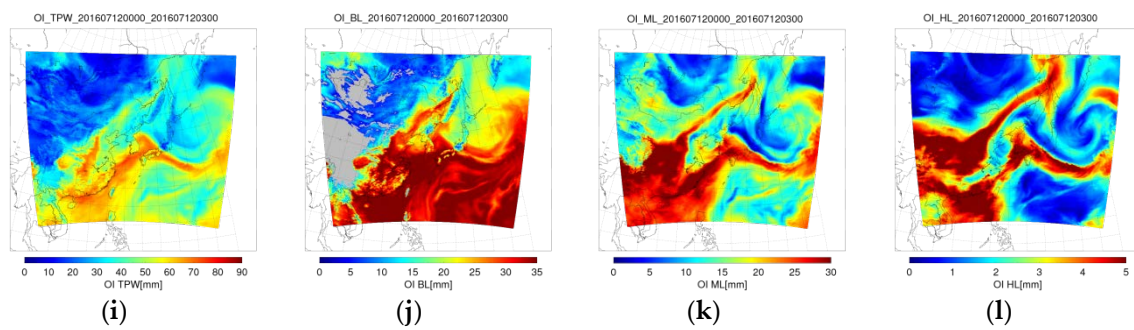 OI_TPW_201607120000_201607120300
OI_BL_201607120000_201607120300
OI_ML_201607120000_201607120300
OI_HL_201607120000_201607120300
0 10 20 30 40 50 60 70 80 90
0 5 10 15 20 25 30 35
0 5 10 15 20 25 30
0 1 2 3 4 5
OI TPW[mm]
OI BL[mm]
OI ML[mm]
OI HL[mm]
(i)
(j)
(k)
(l)